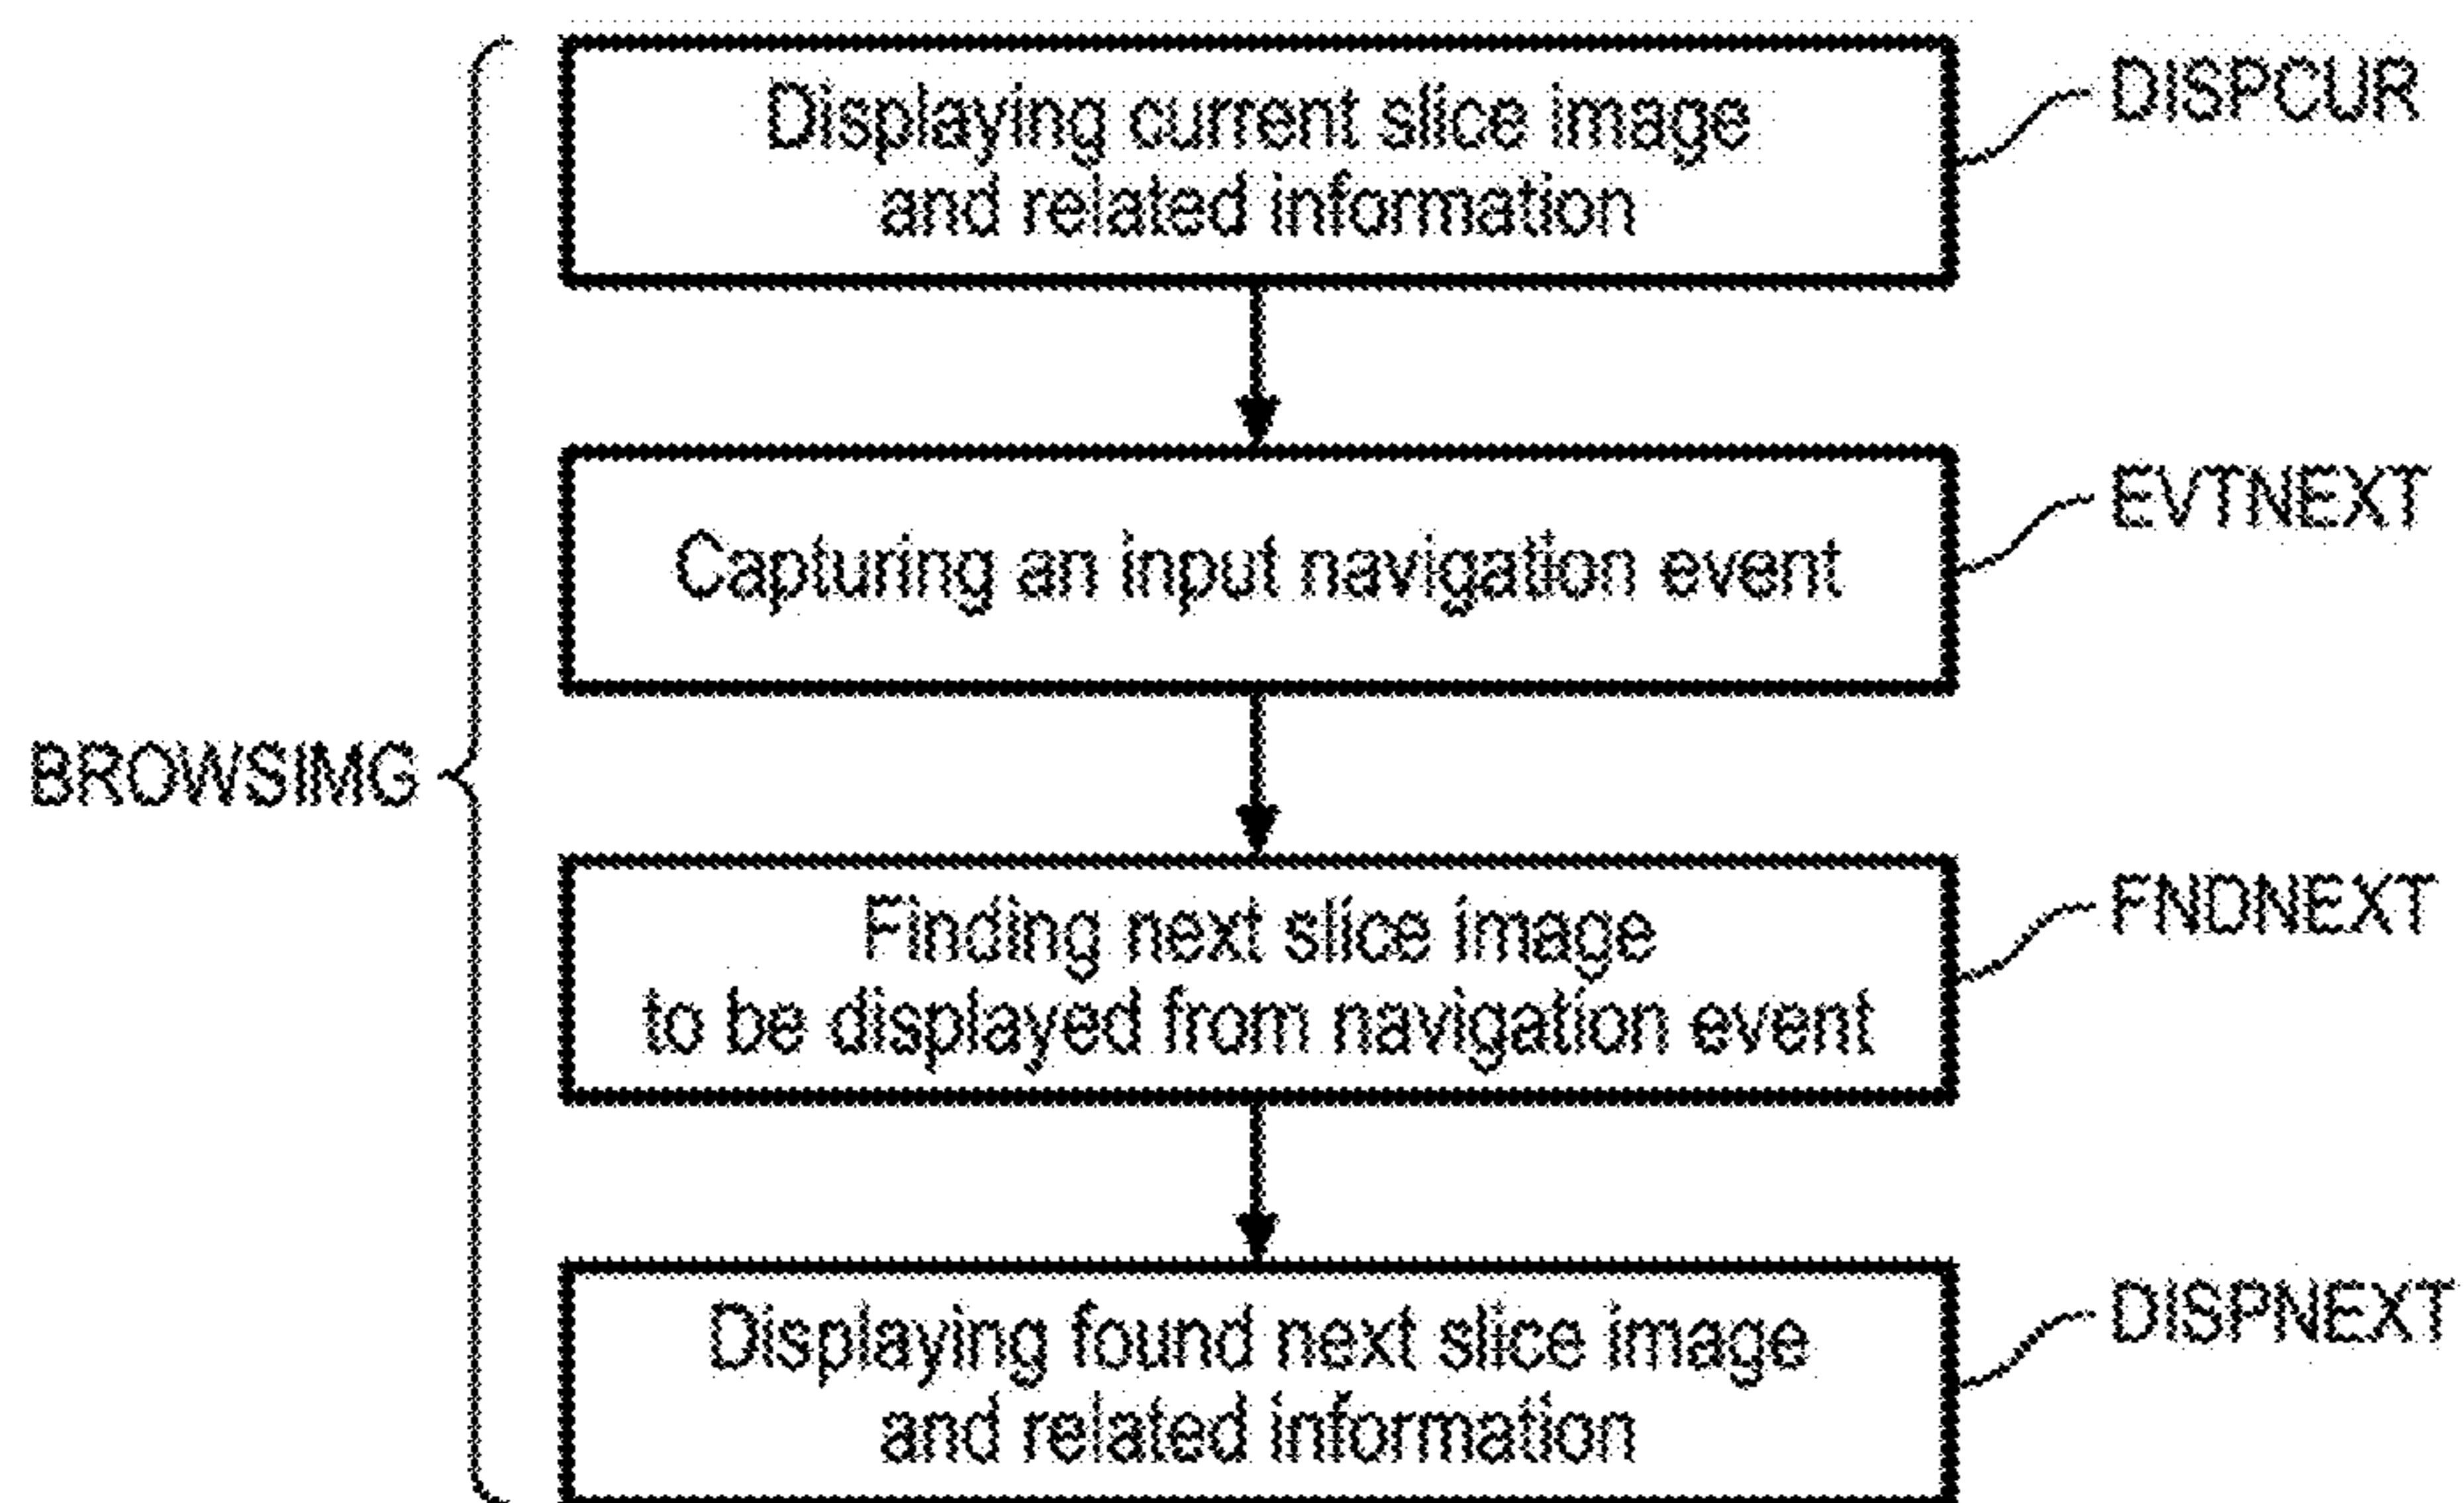 Displaying current slice image
and related information
DISPCUR
Capturing an input navigation event
EVTNEXT
BROWSIMG
Finding next slice image
to be displayed from navigation event
FNDNEXT
Displaying found next slice image
and related information
DISPNEXT